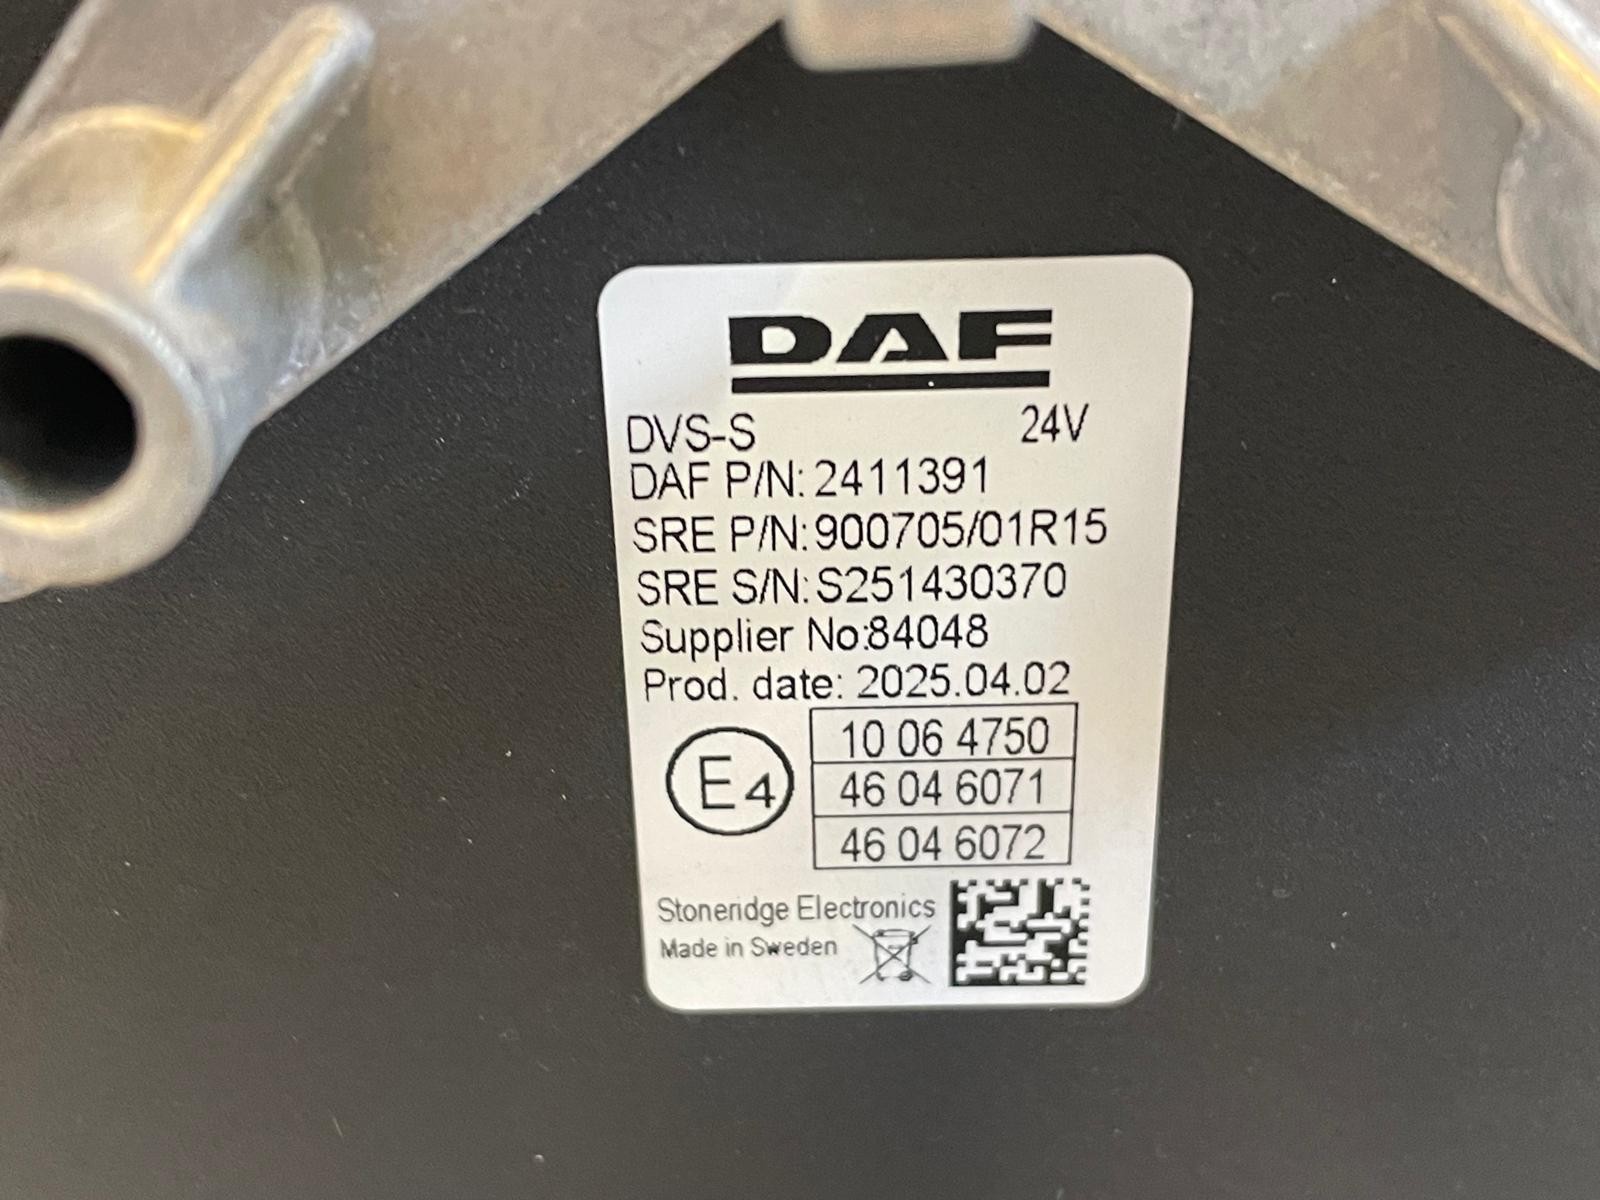 DAF
DVS-S 24V
DAF P/N: 2411391
SRE P/N: 900705/01R15
SRE S/N: S251430370
Supplier No:84048
Prod. date: 2025.04.02
E4
10 06 4750
46 04 6071
46 04 6072
Stoneridge Electronics
Made in Sweden